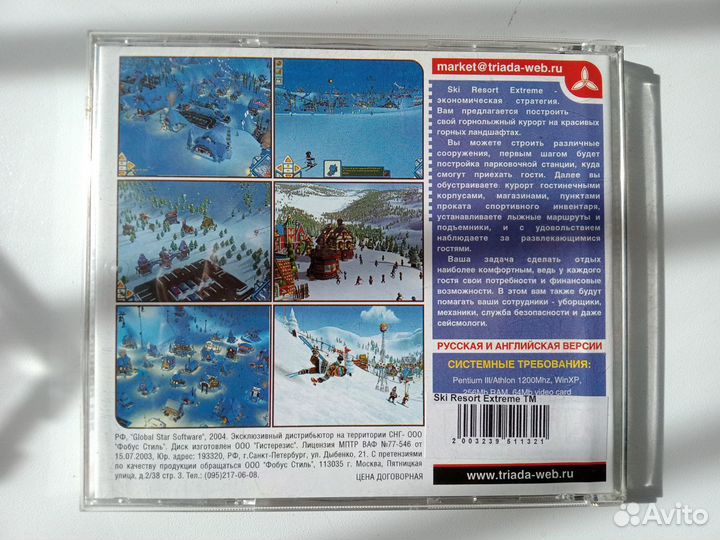 market@triada-web.ru
Ski Resort Extreme -
экономическая стратегия.
Вам предлагается построить
свой горнолыжный курорт на красивых
горных ландшафтах.
Вы можете строить различные
сооружения, первым шагом будет
постройка парковочной станции, куда
смогут приехать гости. Далее вы
обустраиваете курорт гостиничными
корпусами, магазинами, пунктами
проката спортивного инвентаря,
устанавливаете лыжные маршруты и
подъемники, и с удовольствием
наблюдаете за развлекающимися
гостями.
Ваша задача сделать отдых
наиболее комфортным, ведь у каждого
гостя свои потребности и финансовые
возможности. В этом вам также будут
помагать ваши сотрудники - уборщики,
механики, служба безопасности и даже
сейсмологи.
РУССКАЯ И АНГЛИЙСКАЯ ВЕРСИИ
СИСТЕМНЫЕ ТРЕБОВАНИЯ:
Pentium III/Athlon 1200Mhz, WinXP,
256Mb RAM, 64Mb video card
Ski Resort Extreme TM
2003239511321
www.triada-web.ru
РФ, "Global Star Software", 2004. Эксклюзивный дистрибьютор на территории СНГ- ООО
"Фобус Стиль". Диск изготовлен ООО "Гистерезис". Лицензия МПТР ВАФ №77-546 от
15.07.2003, Юр. адрес: 193320, РФ, г.Санкт-Петербург, ул. Дыбенко, 21. С претензиями
по качеству продукции обращаться ООО "Фобус Стиль", 113035 г. Москва, Пятницкая
улица, д.2/38 стр. 3. Тел.: (095)217-06-08.
ЦЕНА ДОГОВОРНАЯ
Avito